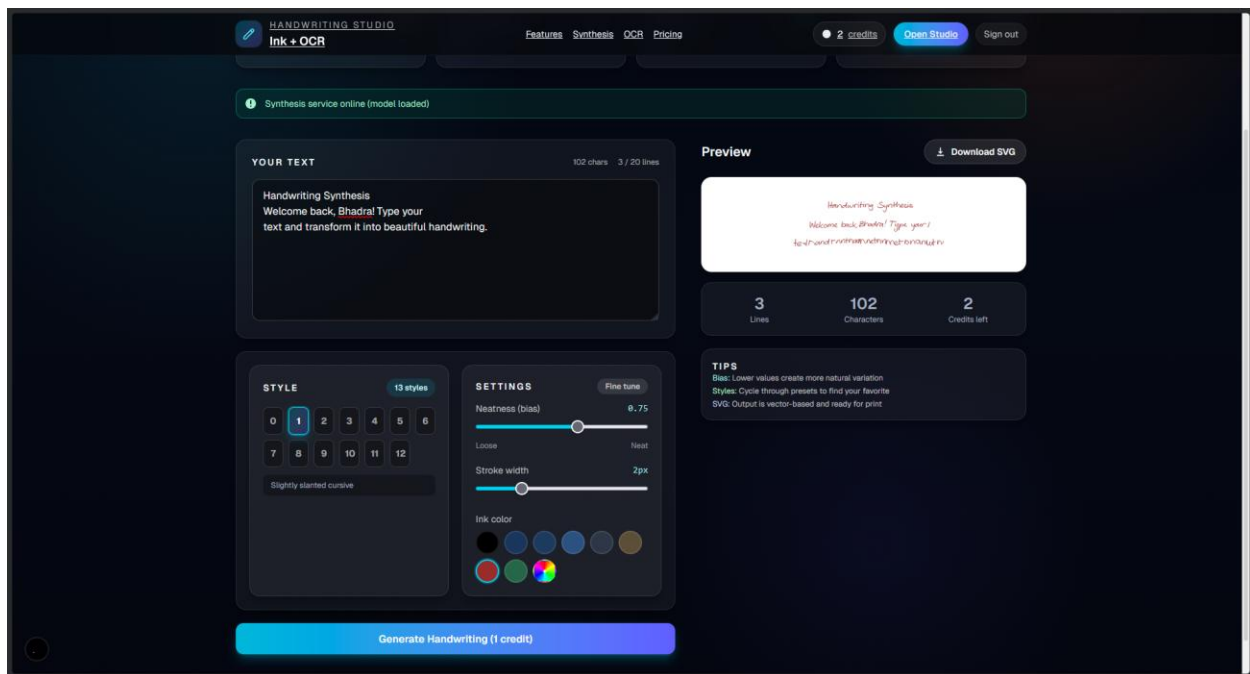 HANDWRITING STUDIO
Ink + OCR
Features Synthesis OCR Pricing
2 credits
Open Studio
Sign out
Synthesis service online (model loaded)
YOUR TEXT
102 chars 3 / 20 lines
Handwriting Synthesis
Welcome back, Bhadra! Type your
text and transform it into beautiful handwriting.
Preview
Download SVG
Handwriting Synthesis
Welcome back, Bhadra! Type your
3 102 2
Lines Characters Credits left
TIPS
Bias: Lower values create more natural variation
Styles: Cycle through presets to find your favorite
SVG: Output is vector-based and ready for print
STYLE
13 styles
0 1 2 3 4 5 6
7 8 9 10 11 12
Slightly slanted cursive
SETTINGS
Fine tune
Neatness (bias) 0.75
Loose Neat
Stroke width 2px
Ink color
Generate Handwriting (1 credit)